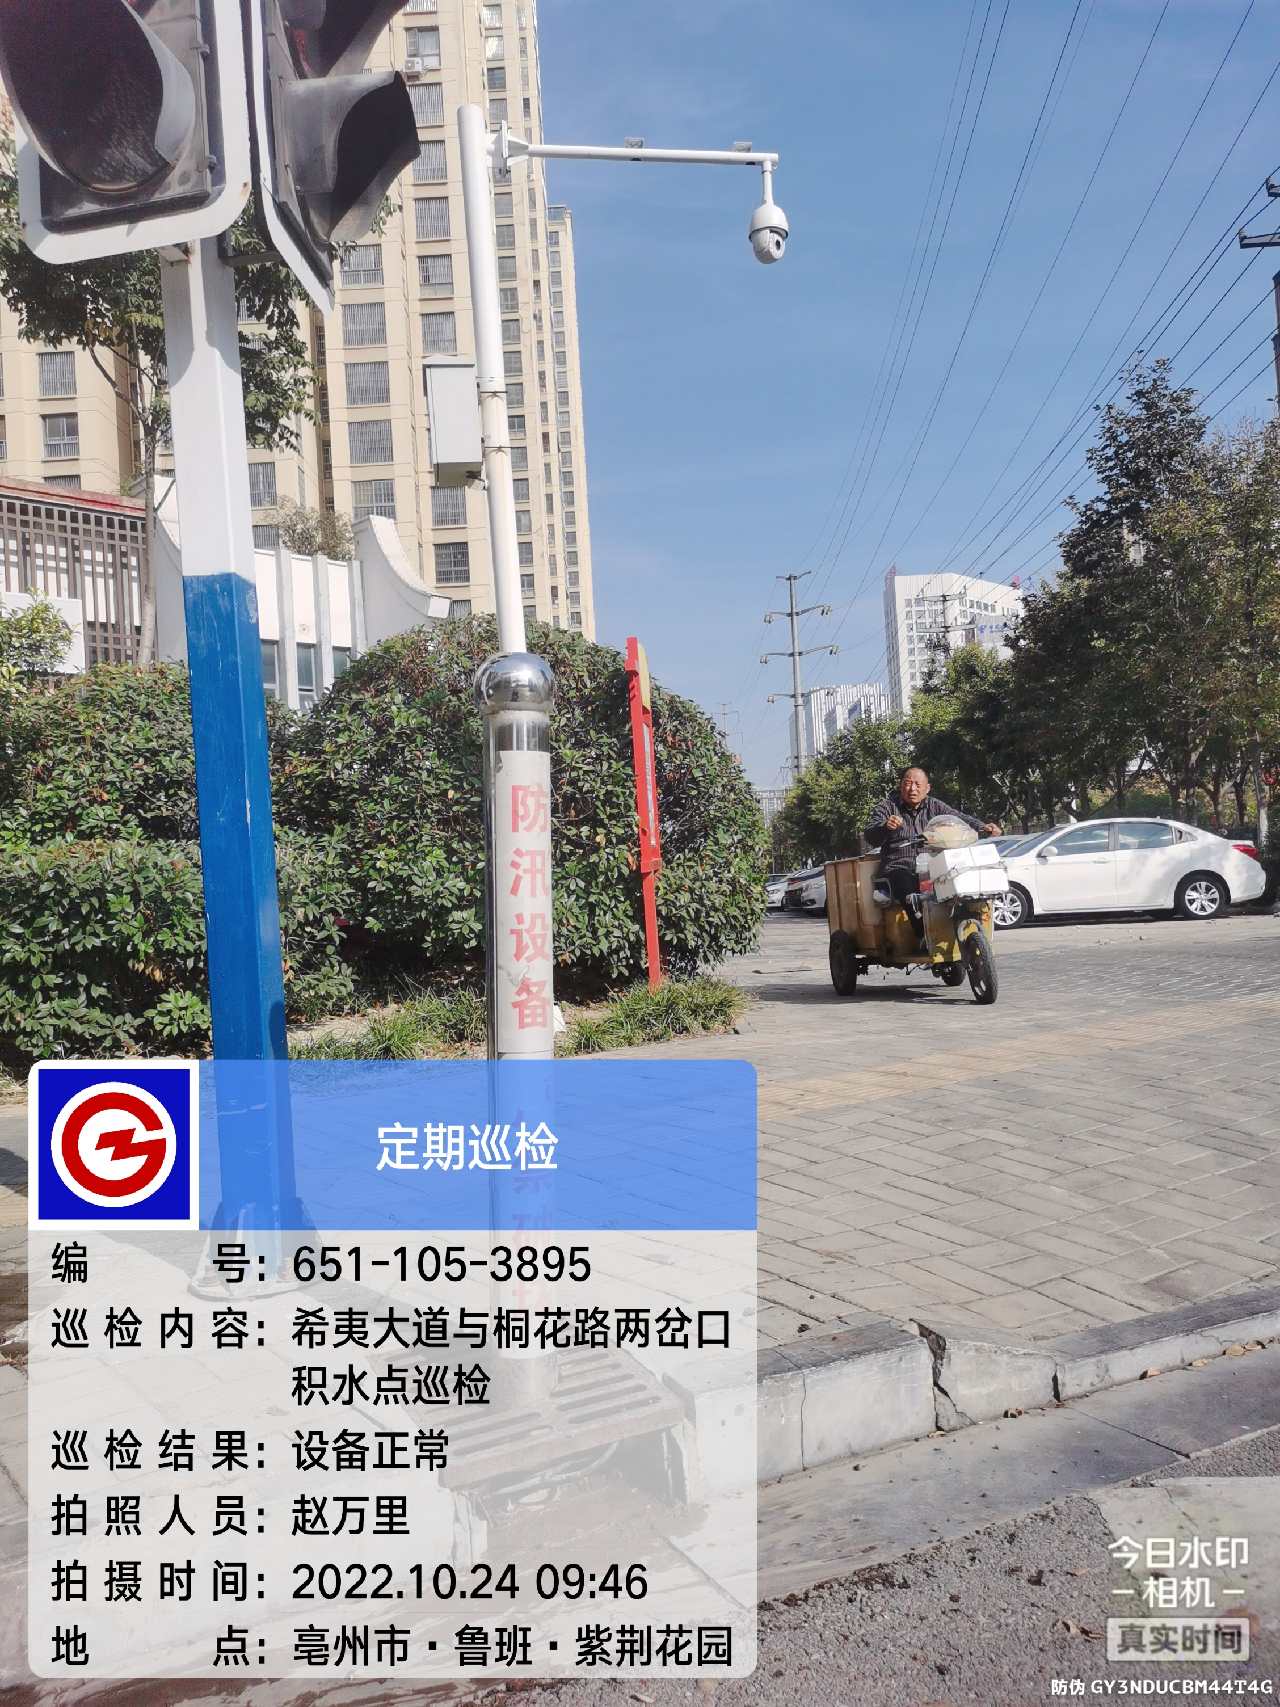 防汛设备
定期巡检
编号：651-105-3895
巡检内容：希夷大道与桐花路两岔口
积水点巡检
巡检结果：设备正常
拍照人员：赵万里
拍摄时间：2022.10.24 09:46
地点：亳州市·鲁班·紫荆花园
今日水印
-相机-
真实时间
防伪 GY3NDUCBM44T4G